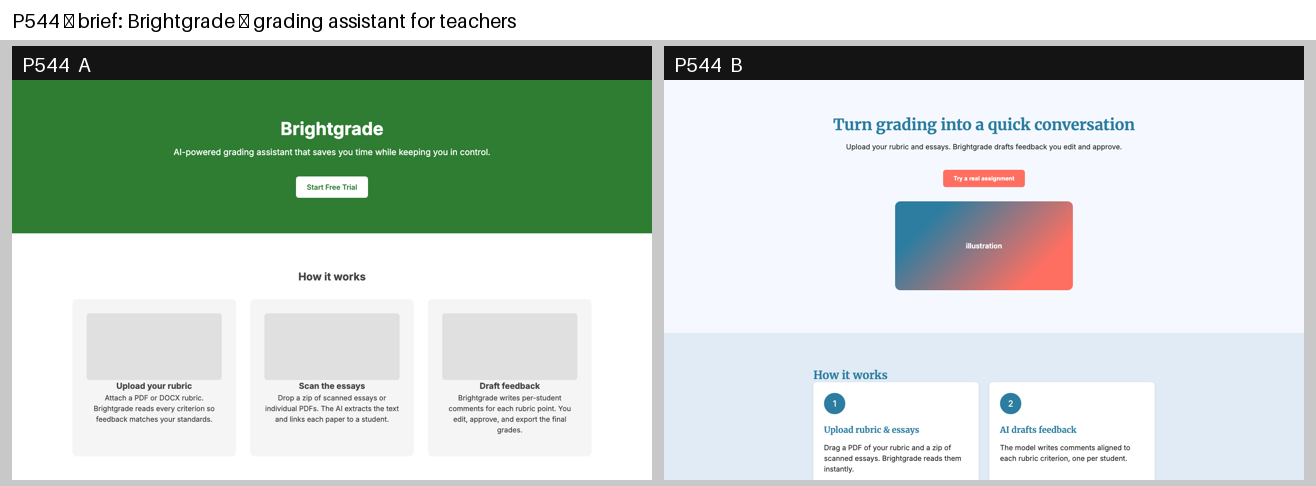 P544 brief: Brightgrade grading assistant for teachers
P544 A
Brightgrade
AI-powered grading assistant that saves you time while keeping you in control.
Start Free Trial
How it works
Upload your rubric
Attach a PDF or DOCX rubric.
Brightgrade reads every criterion so
feedback matches your standards.
Scan the essays
Drop a zip of scanned essays or
individual PDFs. The AI extracts the text
and links each paper to a student.
Draft feedback
Brightgrade writes per-student
comments for each rubric point. You
edit, approve, and export the final
grades.
P544 B
Turn grading into a quick conversation
Upload your rubric and essays. Brightgrade drafts feedback you edit and approve.
Try a real assignment
illustration
How it works
1
Upload rubric & essays
Drag a PDF of your rubric and a zip of
scanned essays. Brightgrade reads them
instantly.
2
AI drafts feedback
The model writes comments aligned to
each rubric criterion, one per student.